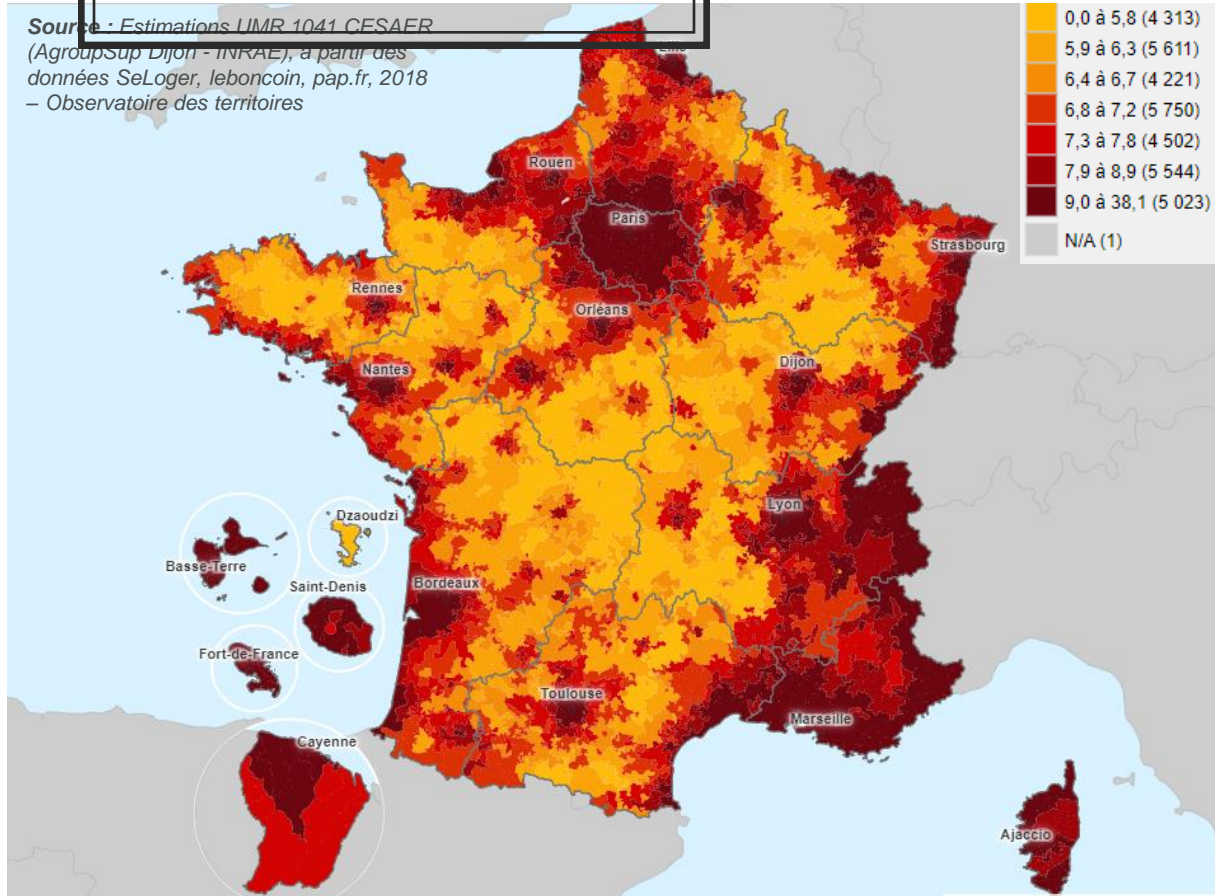 Source : Estimations UMR 1041 CESAER
(AgroupSup Dijon - INRAE), à partir des
données SeLoger, leboncoin, pap.fr, 2018
– Observatoire des territoires
0,0 à 5,8 (4 313)
5,9 à 6,3 (5 611)
6,4 à 6,7 (4 221)
6,8 à 7,2 (5 750)
7,3 à 7,8 (4 502)
7,9 à 8,9 (5 544)
9,0 à 38,1 (5 023)
N/A (1)
Lille
Rouen
Paris
Strasbourg
Rennes
Orléans
Nantes
Dijon
Lyon
Dzaoudzi
Basse-Terre
Saint-Denis
Bordeaux
Fort-de-France
Toulouse
Marseille
Cayenne
Ajaccio